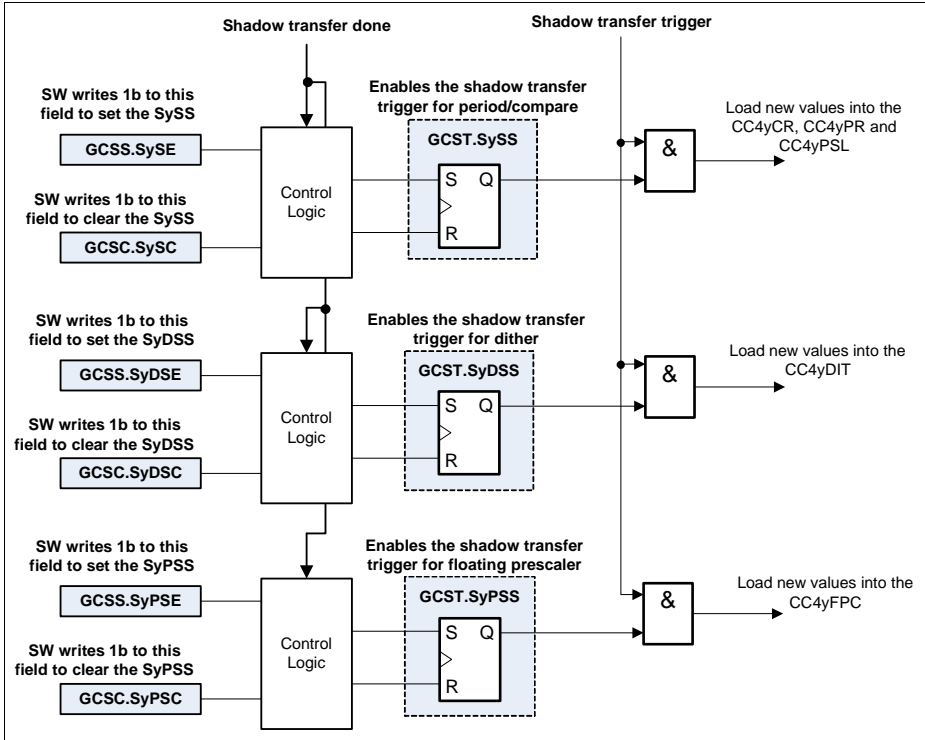 Shadow transfer done
Shadow transfer trigger
SW writes 1b to this
field to set the SySS
GCSS.SySE
SW writes 1b to this
field to clear the SySS
GCSC.SySC
Control
Logic
Enables the shadow transfer
trigger for period/compare
GCST.SySS
S Q
R
&
Load new values into the
CC4yCR, CC4yPR and
CC4yPSL
SW writes 1b to this
field to set the SyDSS
GCSS.SyDSE
SW writes 1b to this
field to clear the SyDSS
GCSC.SyDSC
Control
Logic
Enables the shadow transfer
trigger for dither
GCST.SyDSS
S Q
R
&
Load new values into the
CC4yDIT
SW writes 1b to this
field to set the SyPSS
GCSS.SyPSE
SW writes 1b to this
field to clear the SyPSS
GCSC.SyPSC
Control
Logic
Enables the shadow transfer
trigger for floating prescaler
GCST.SyPSS
S Q
R
&
Load new values into the
CC4yFPC